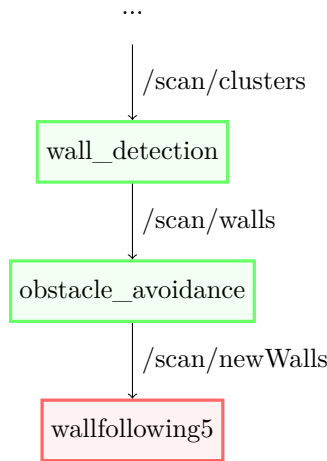 ...
/scan/clusters
wall_detection
/scan/walls
obstacle_avoidance
/scan/newWalls
wallfollowing5